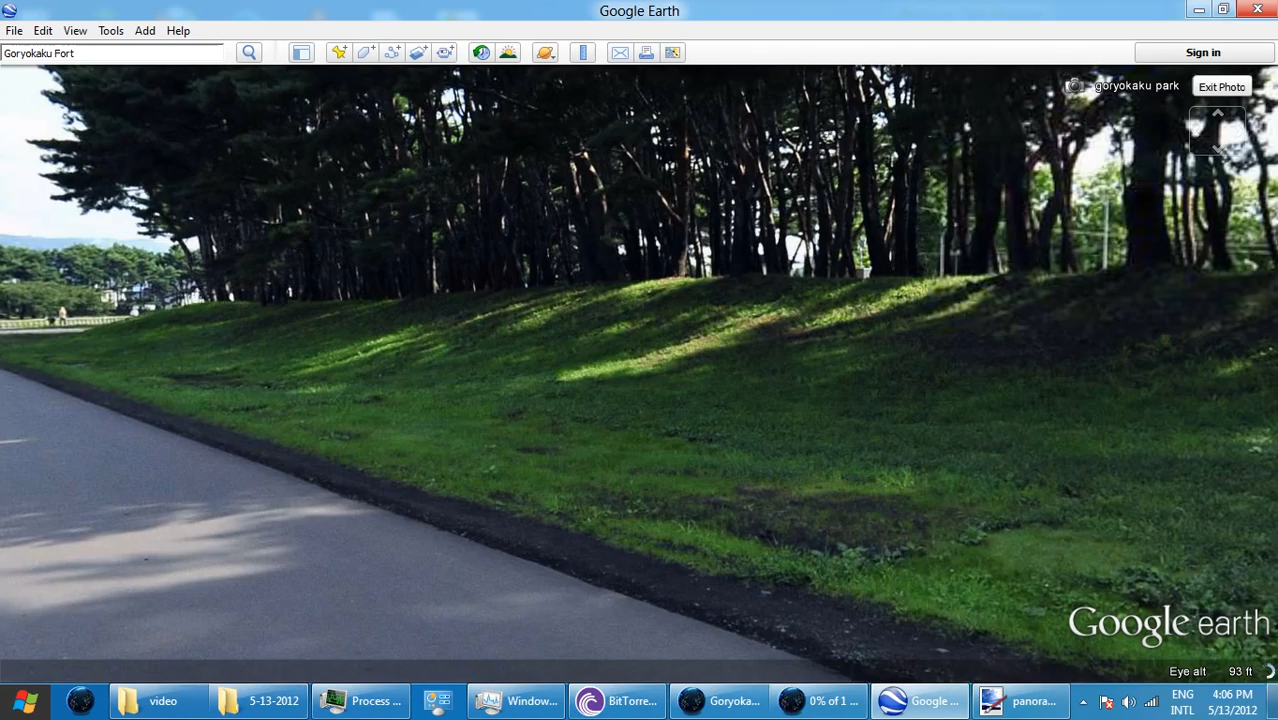 Google Earth
File Edit View Tools Add Help
Goryokaku Fort
Sign in
goryokaku park
Exit Photo
Google earth
Eye alt 93 ft
video
5-13-2012
Process ...
Window...
BitTorre...
Goryoka...
0% of 1 ...
Google ...
panora...
ENG
INTL
4:06 PM
5/13/2012